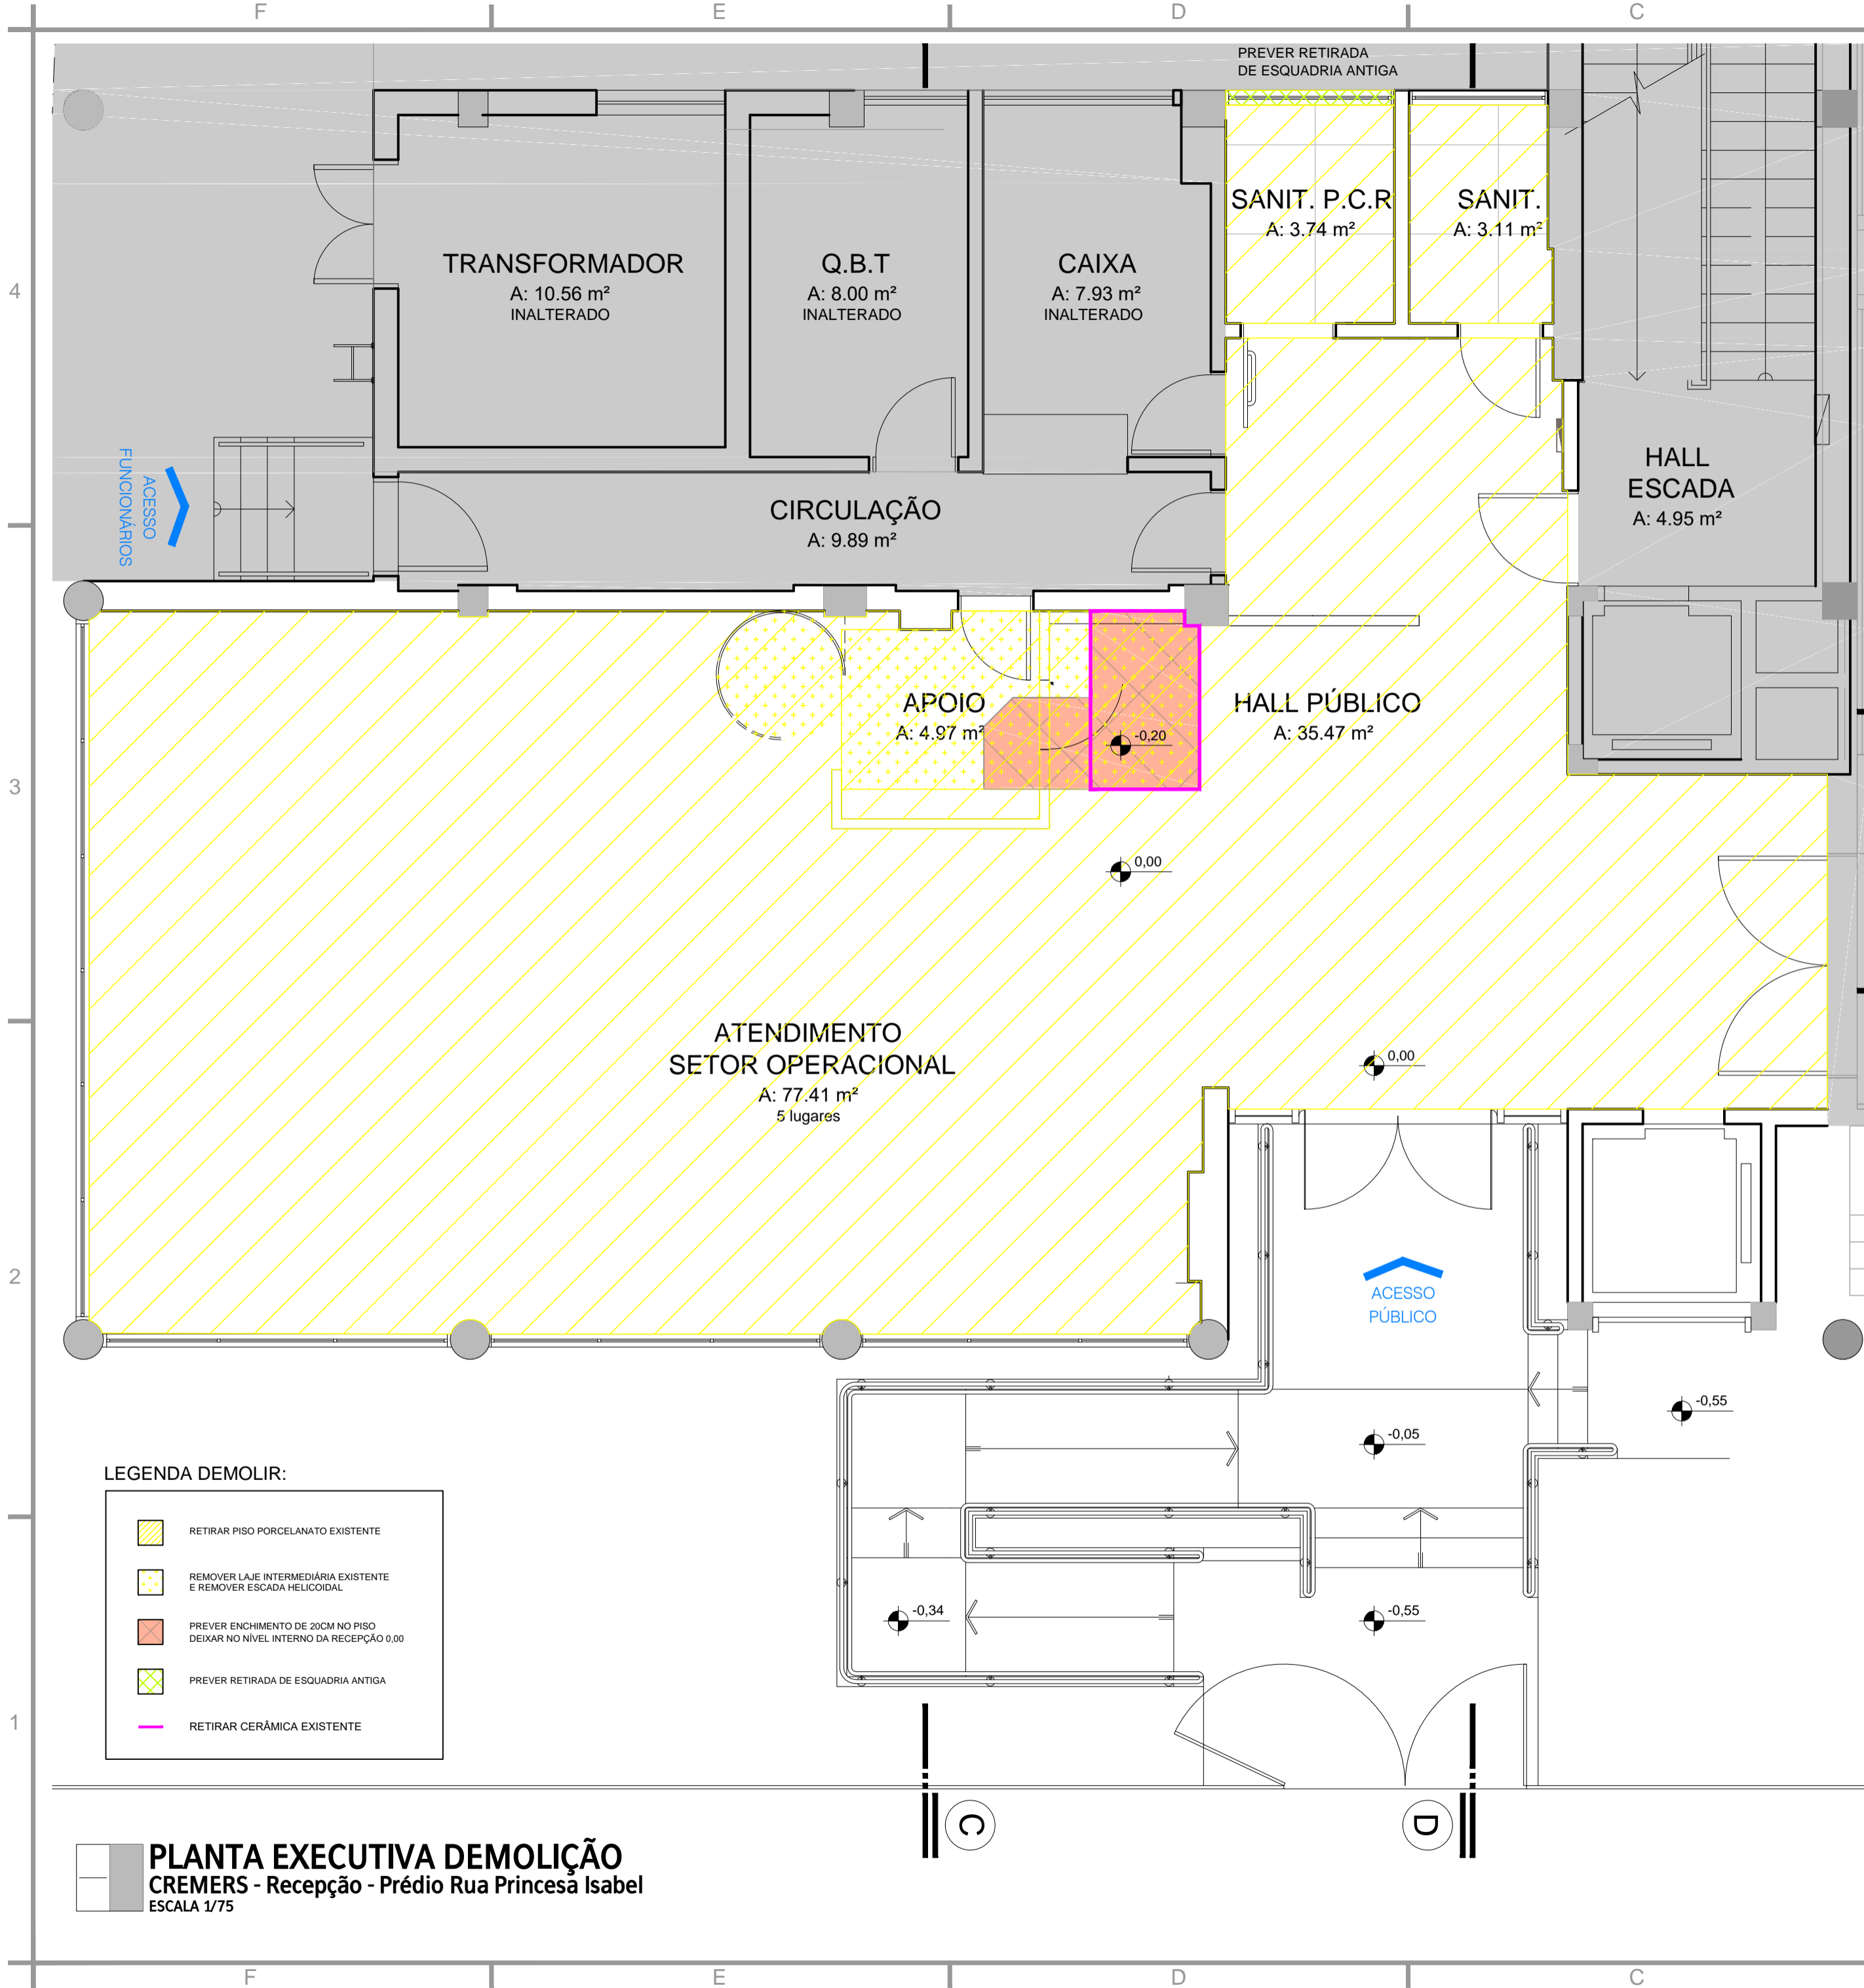 F E D C
PREVER RETIRADA
DE ESQUADRIA ANTIGA
SANIT. P.C.R
A: 3.74 m²
SANIT.
A: 3.11 m²
TRANSFORMADOR
A: 10.56 m²
INALTERADO
Q.B.T
A: 8.00 m²
INALTERADO
CAIXA
A: 7.93 m²
INALTERADO
4
HALL
ESCADA
A: 4.95 m²
ACESSO
FUNCIONÁRIOS
CIRCULAÇÃO
A: 9.89 m²
APOIO
A: 4.97 m²
-0,20
HALL PÚBLICO
A: 35.47 m²
3
0,00
ATENDIMENTO
SETOR OPERACIONAL
A: 77.41 m²
5 lugares
0,00
2
ACESSO
PÚBLICO
-0,55
-0,05
-0,34
-0,55
LEGENDA DEMOLIR:
RETIRAR PISO PORCELANATO EXISTENTE
REMOVER LAJE INTERMEDIÁRIA EXISTENTE
E REMOVER ESCADA HELICOIDAL
PREVER ENCHIMENTO DE 20CM NO PISO
DEIXAR NO NÍVEL INTERNO DA RECEPÇÃO 0,00
PREVER RETIRADA DE ESQUADRIA ANTIGA
RETIRAR CERÂMICA EXISTENTE
1
C
D
PLANTA EXECUTIVA DEMOLIÇÃO
CREMERS - Recepção - Prédio Rua Princesa Isabel
ESCALA 1/75
F E D C